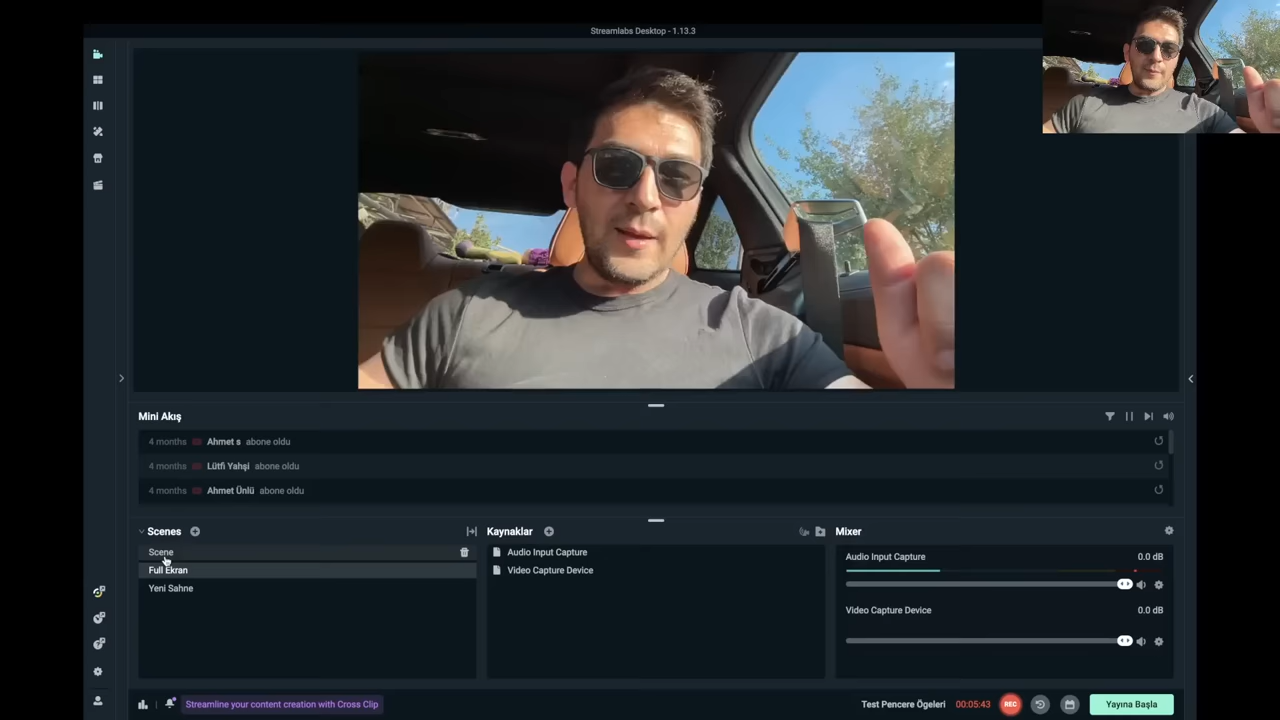 Streamlabs Desktop - 1.13.3
Mini Akış
4 months Ahmet s abone oldu
4 months Lütfi Yahşi abone oldu
4 months Ahmet Ünlü abone oldu
Scenes
Scene
Full Ekran
Yeni Sahne
Kaynaklar
Audio Input Capture
Video Capture Device
Mixer
Audio Input Capture 0.0 dB
Video Capture Device 0.0 dB
Streamline your content creation with Cross Clip
Test Pencere Ögeleri 00:05:43 REC Yayına Başla